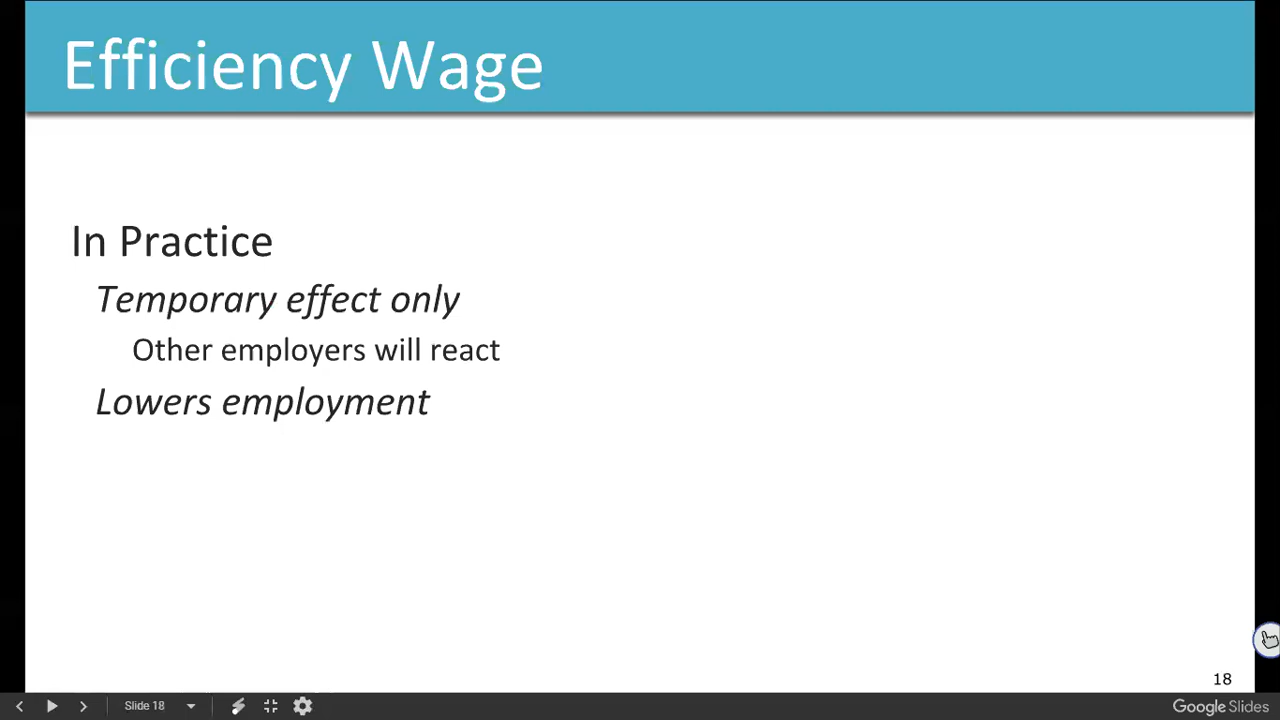 Efficiency Wage
In Practice
Temporary effect only
Other employers will react
Lowers employment
18
Slide 18
Google Slides